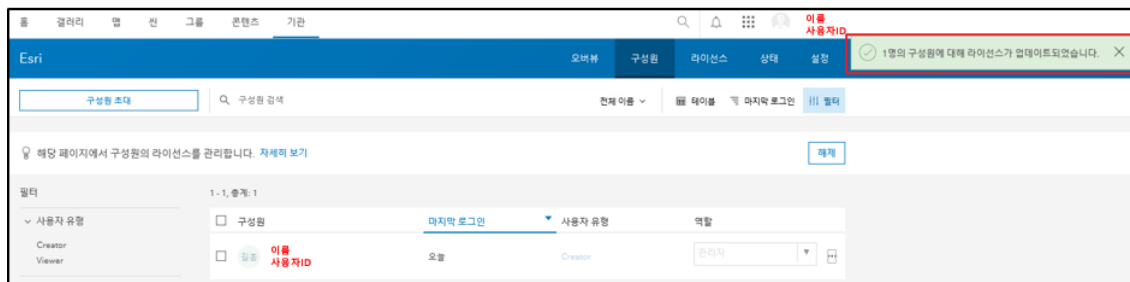 홈 갤러리 맵 씬 그룹 콘텐츠 기관 이름
사용자ID
Esri 오버뷰 구성원 라이선스 상태 설정 1명의 구성원에 대해 라이선스가 업데이트되었습니다.
구성원 초대 구성원 검색 전체 이름 테이블 마지막 로그인 필터
해당 페이지에서 구성원의 라이선스를 관리합니다. 자세히 보기 해제
필터 1 - 1, 총계: 1
사용자 유형 구성원 마지막 로그인 사용자 유형 역할
Creator
Viewer
이름
사용자ID
오늘 Creator 관리자